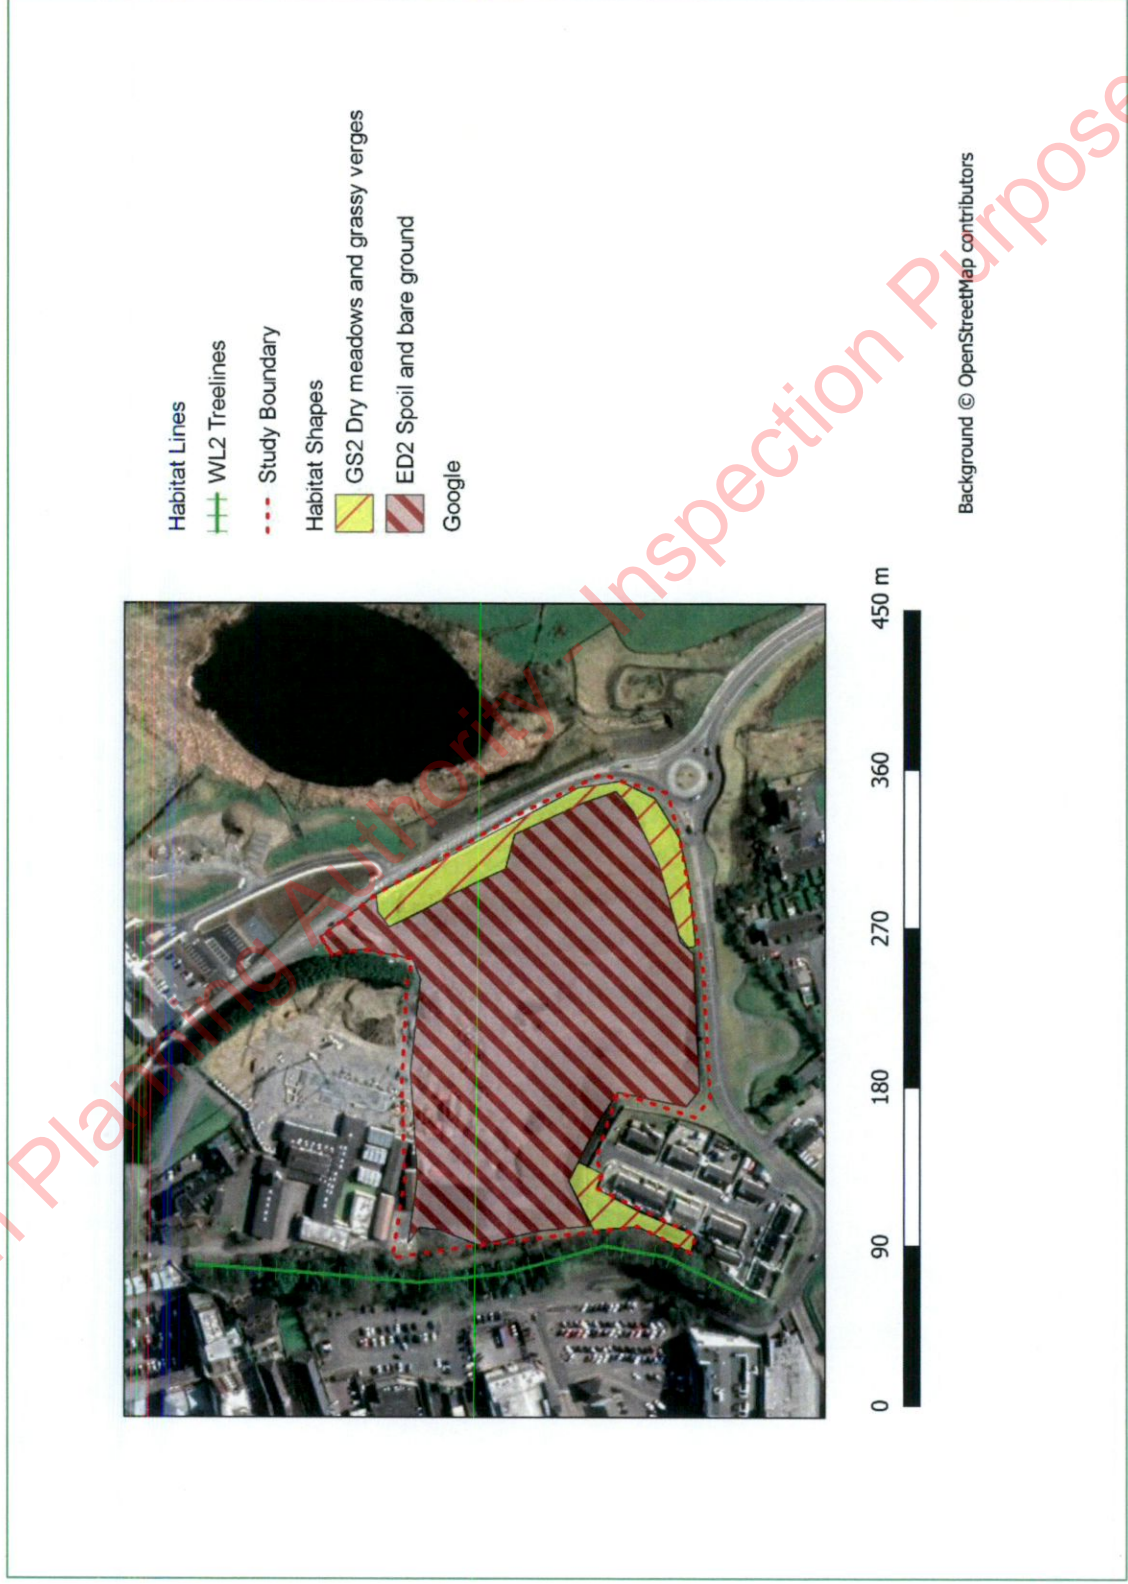 Habitat Lines
WL2 Treelines
Study Boundary
Habitat Shapes
GS2 Dry meadows and grassy verges
ED2 Spoil and bare ground
Google
0 90 180 270 360 450 m
Background © OpenStreetMap contributors
Planning Authority - Inspection Purpose